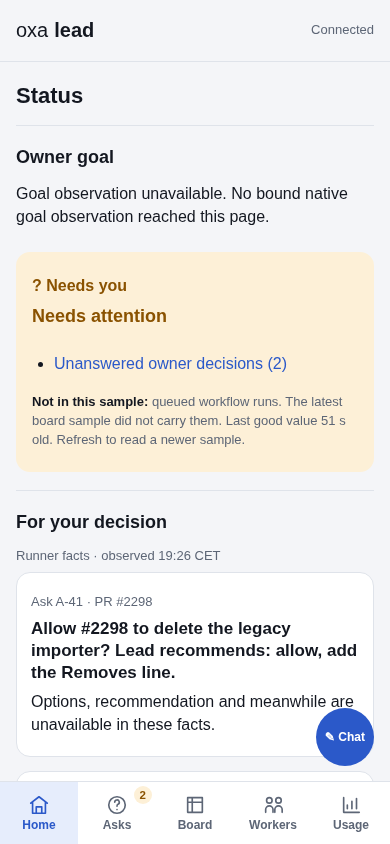 oxa lead
Connected
Status
Owner goal
Goal observation unavailable. No bound native
goal observation reached this page.
? Needs you
Needs attention
• Unanswered owner decisions (2)
Not in this sample: queued workflow runs. The latest
board sample did not carry them. Last good value 51 s
old. Refresh to read a newer sample.
For your decision
Runner facts · observed 19:26 CET
Ask A-41 · PR #2298
Allow #2298 to delete the legacy
importer? Lead recommends: allow, add
the Removes line.
Options, recommendation and meanwhile are
unavailable in these facts.
✎ Chat
Home
Asks
2
Board
Workers
Usage